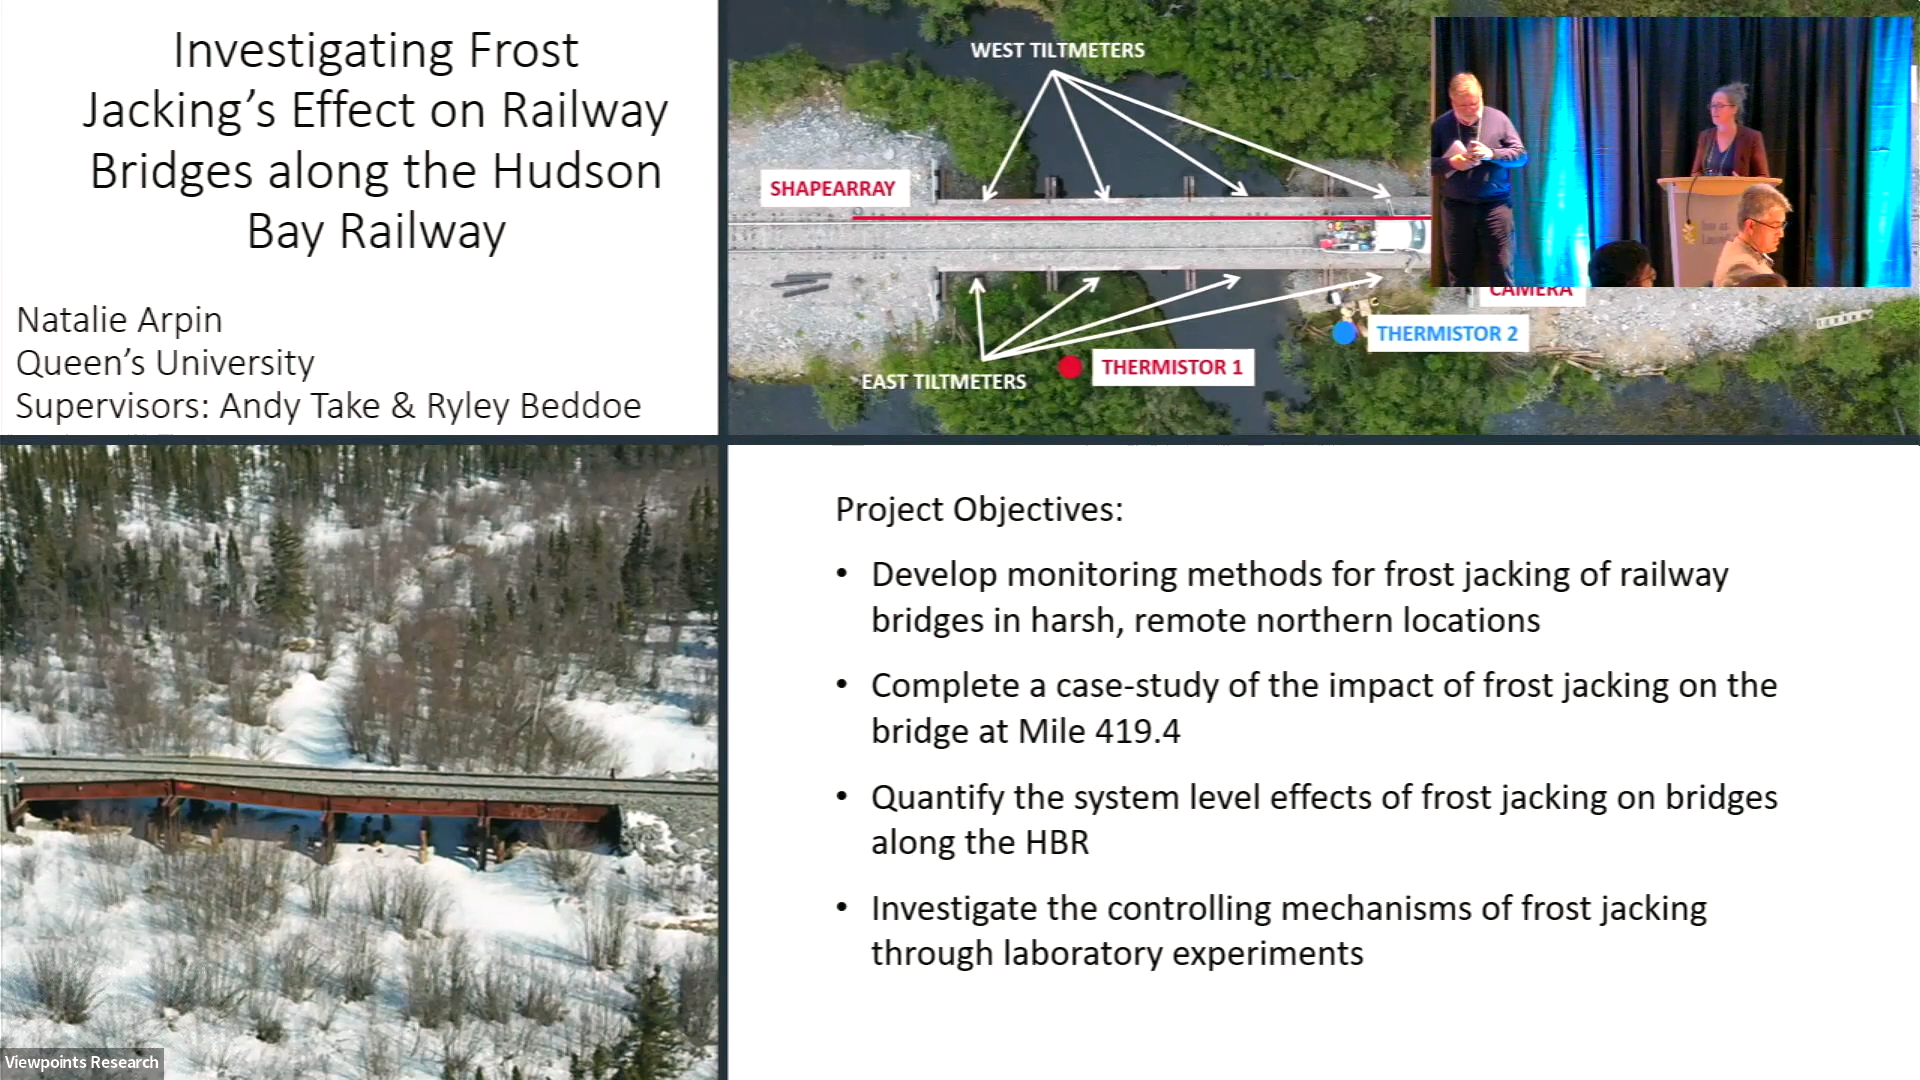 Investigating Frost
Jacking’s Effect on Railway
Bridges along the Hudson
Bay Railway
Natalie Arpin
Queen’s University
Supervisors: Andy Take & Ryley Beddoe
WEST TILTMETERS
SHAPEARRAY
CAMERA
THERMISTOR 2
THERMISTOR 1
EAST TILTMETERS
Project Objectives:
• Develop monitoring methods for frost jacking of railway
bridges in harsh, remote northern locations
• Complete a case-study of the impact of frost jacking on the
bridge at Mile 419.4
• Quantify the system level effects of frost jacking on bridges
along the HBR
• Investigate the controlling mechanisms of frost jacking
through laboratory experiments
Viewpoints Research